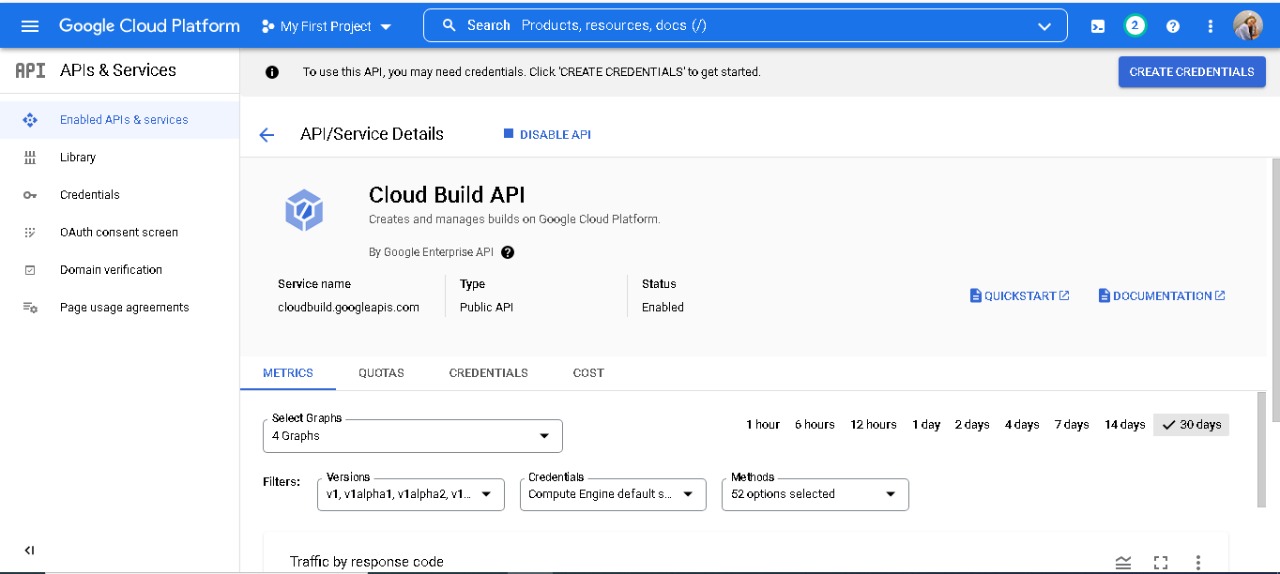 Google Cloud Platform My First Project Search Products, resources, docs (/) 2
API APIs & Services
To use this API, you may need credentials. Click 'CREATE CREDENTIALS' to get started. CREATE CREDENTIALS
Enabled APIs & services
Library
Credentials
OAuth consent screen
Domain verification
Page usage agreements
API/Service Details DISABLE API
Cloud Build API
Creates and manages builds on Google Cloud Platform.
By Google Enterprise API
Service name Type Status
cloudbuild.googleapis.com Public API Enabled
QUICKSTART DOCUMENTATION
METRICS QUOTAS CREDENTIALS COST
Select Graphs
4 Graphs
1 hour 6 hours 12 hours 1 day 2 days 4 days 7 days 14 days 30 days
Filters:
Versions
v1, v1alpha1, v1alpha2, v1...
Credentials
Compute Engine default s...
Methods
52 options selected
Traffic by response code